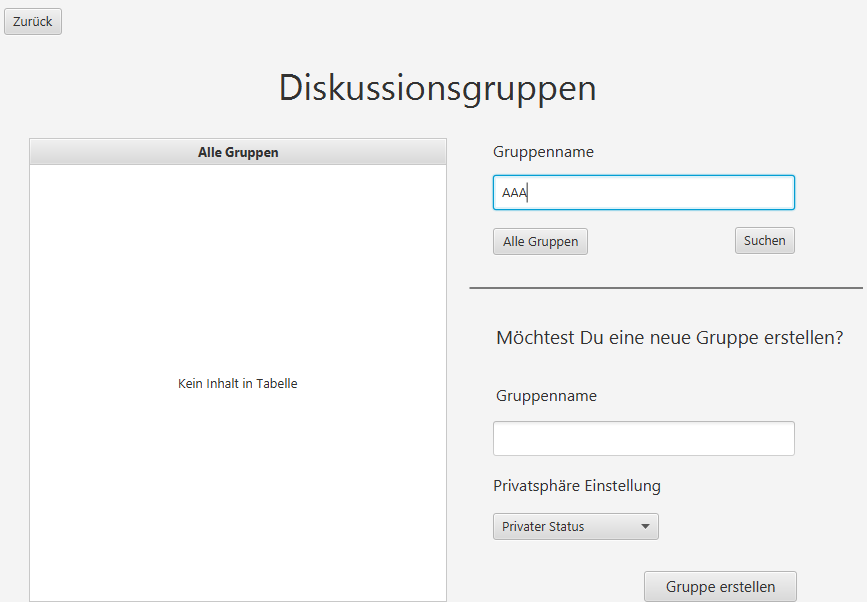 Zurück
Diskussionsgruppen
Alle Gruppen
Kein Inhalt in Tabelle
Gruppenname
AAA
Alle Gruppen
Suchen
Möchtest Du eine neue Gruppe erstellen?
Gruppenname
Privatsphäre Einstellung
Privater Status
Gruppe erstellen